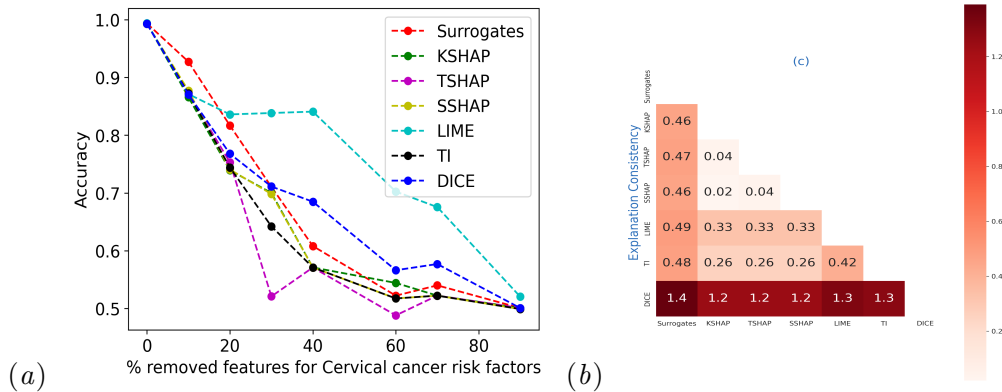 1.0
0.9
0.8
0.7
0.6
0.5
Accuracy
Surrogates
KSHAP
TSHAP
SSHAP
LIME
TI
DICE
0 20 40 60 80
% removed features for Cervical cancer risk factors
(a)
(c)
Explanation Consistency
Surrogates
KSHAP 0.46
TSHAP 0.47 0.04
SSHAP 0.46 0.02 0.04
LIME 0.49 0.33 0.33 0.33
TI 0.48 0.26 0.26 0.26 0.42
DICE 1.4 1.2 1.2 1.2 1.3 1.3
Surrogates KSHAP TSHAP SSHAP LIME TI DICE
1.2
1.0
0.8
0.6
0.4
0.2
(b)